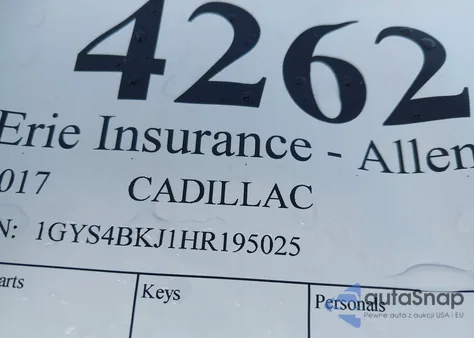 4262
Erie Insurance - Allen
017 CADILLAC
N: 1GYS4BKJ1HR195025
arts Keys Personals
autaSnap
Pewne auta z aukcji USA i EU